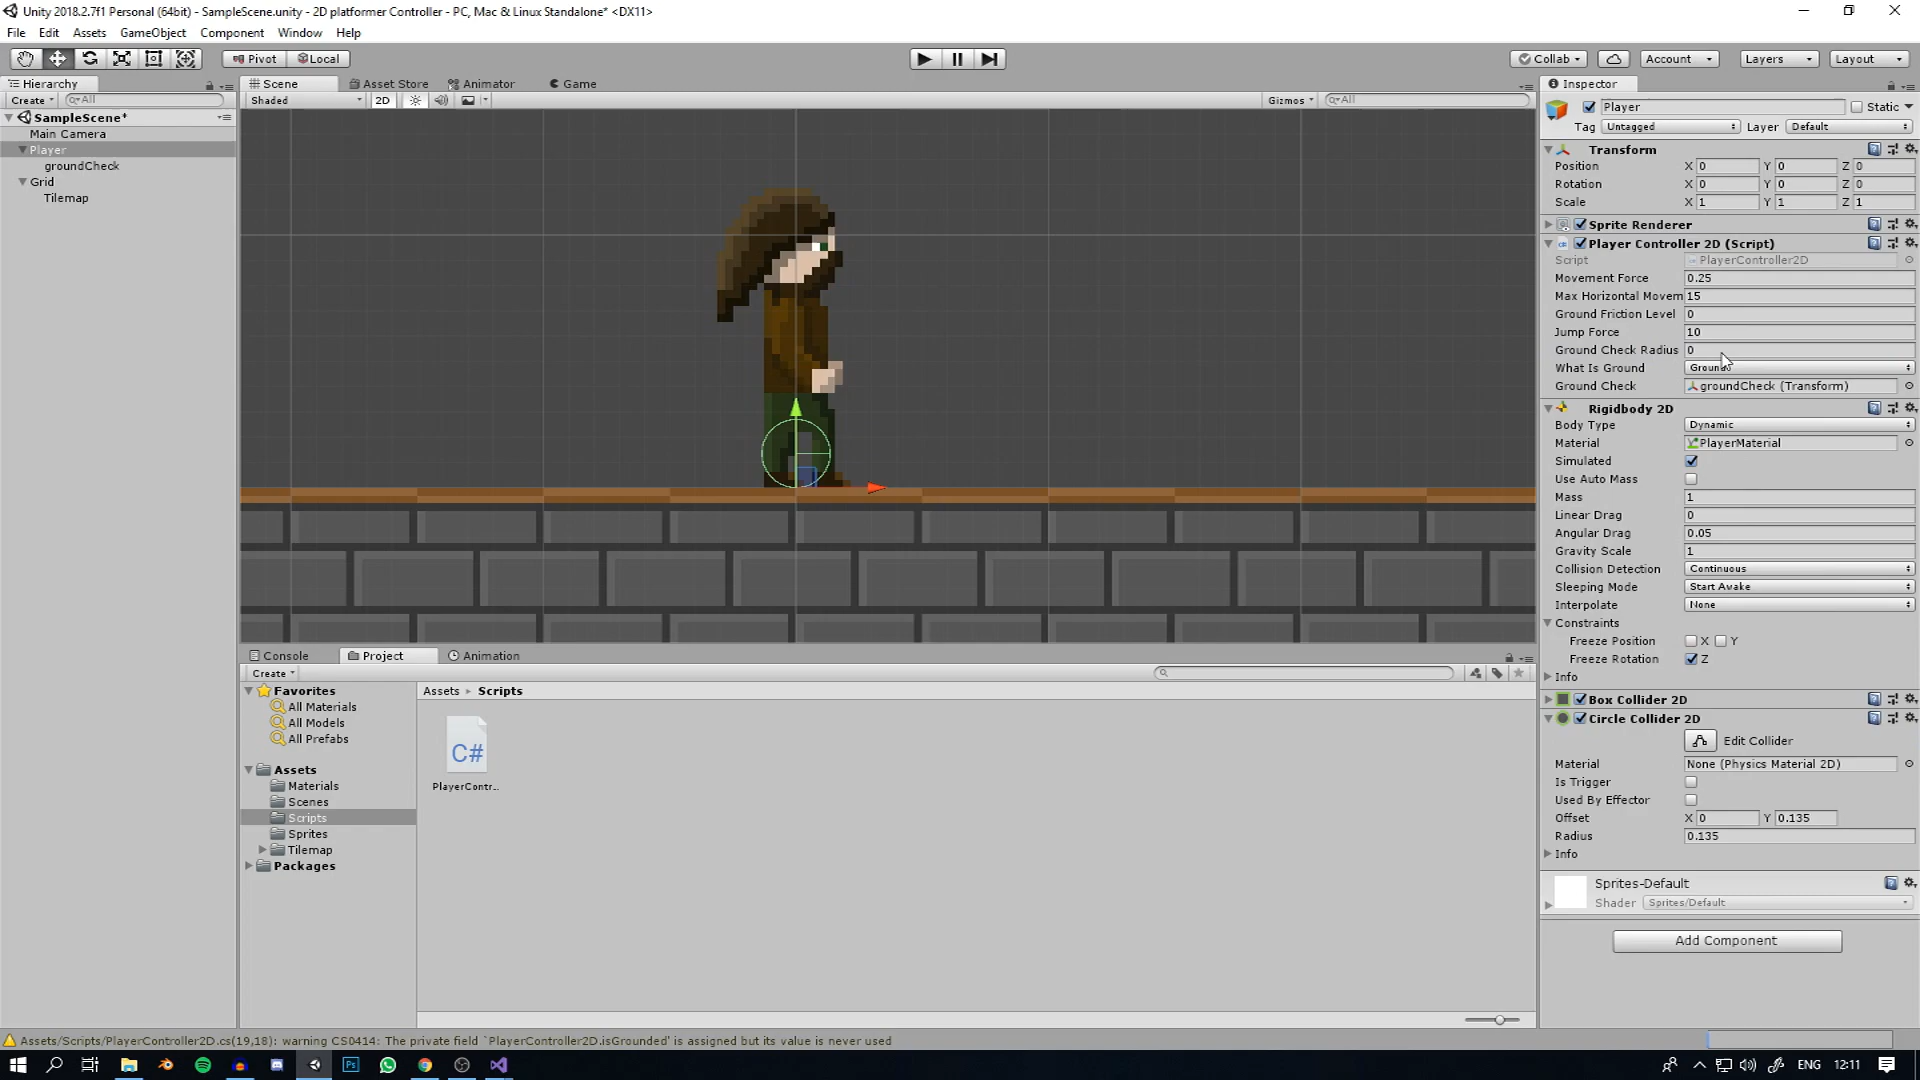 Unity 2018.2.7f1 Personal (64bit) - SampleScene.unity - 2D platformer Controller - PC, Mac & Linux Standalone* <DX11>
File Edit Assets GameObject Component Window Help
Pivot Local Collab Account Layers Layout
Hierarchy
Create All
SampleScene*
Main Camera
Player
groundCheck
Grid
Tilemap
Scene Asset Store Animator Game
Shaded 2D Gizmos All
Inspector
Player Static
Tag Untagged Layer Default
Transform
Position X 0 Y 0 Z 0
Rotation X 0 Y 0 Z 0
Scale X 1 Y 1 Z 1
Sprite Renderer
Player Controller 2D (Script)
Script PlayerController2D
Movement Force 0.25
Max Horizontal Movem 15
Ground Friction Level 0
Jump Force 10
Ground Check Radius 0
What Is Ground Ground
Ground Check groundCheck (Transform)
Rigidbody 2D
Body Type Dynamic
Material PlayerMaterial
Simulated
Use Auto Mass
Mass 1
Linear Drag 0
Angular Drag 0.05
Gravity Scale 1
Collision Detection Continuous
Sleeping Mode Start Awake
Interpolate None
Constraints
Freeze Position X Y
Freeze Rotation Z
Info
Box Collider 2D
Circle Collider 2D
Edit Collider
Material None (Physics Material 2D)
Is Trigger
Used By Effector
Offset X 0 Y 0.135
Radius 0.135
Info
Sprites-Default
Shader Sprites/Default
Add Component
Console Project Animation
Create
Favorites
All Materials
All Models
All Prefabs
Assets
Materials
Scenes
Scripts
Sprites
Tilemap
Packages
Assets Scripts
C#
PlayerContr...
Assets/Scripts/PlayerController2D.cs(19,18): warning CS0414: The private field `PlayerController2D.isGrounded' is assigned but its value is never used
Ps
ENG 12:11